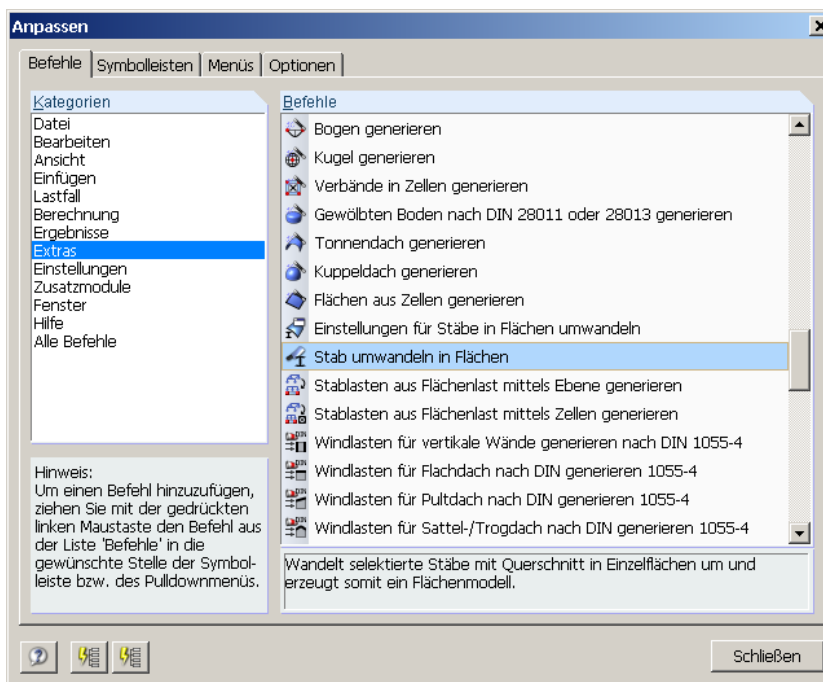 Anpassen
Befehle
Symbolleisten
Menüs
Optionen
Kategorien
Datei
Bearbeiten
Ansicht
Einfügen
Lastfall
Berechnung
Ergebnisse
Extras
Einstellungen
Zusatzmodule
Fenster
Hilfe
Alle Befehle
Hinweis:
Um einen Befehl hinzuzufügen,
ziehen Sie mit der gedrückten
linken Maustaste den Befehl aus
der Liste 'Befehle' in die
gewünschte Stelle der Symbol-
leiste bzw. des Pulldownmenüs.
Befehle
Bogen generieren
Kugel generieren
Verbände in Zellen generieren
Gewölbten Boden nach DIN 28011 oder 28013 generieren
Tonnendach generieren
Kuppeldach generieren
Flächen aus Zellen generieren
Einstellungen für Stäbe in Flächen umwandeln
Stab umwandeln in Flächen
Stablasten aus Flächenlast mittels Ebene generieren
Stablasten aus Flächenlast mittels Zellen generieren
Windlasten für vertikale Wände generieren nach DIN 1055-4
Windlasten für Flachdach nach DIN generieren 1055-4
Windlasten für Pultdach nach DIN generieren 1055-4
Windlasten für Sattel-/Trogdach nach DIN generieren 1055-4
Wandelt selektierte Stäbe mit Querschnitt in Einzelflächen um und
erzeugt somit ein Flächenmodell.
Schließen